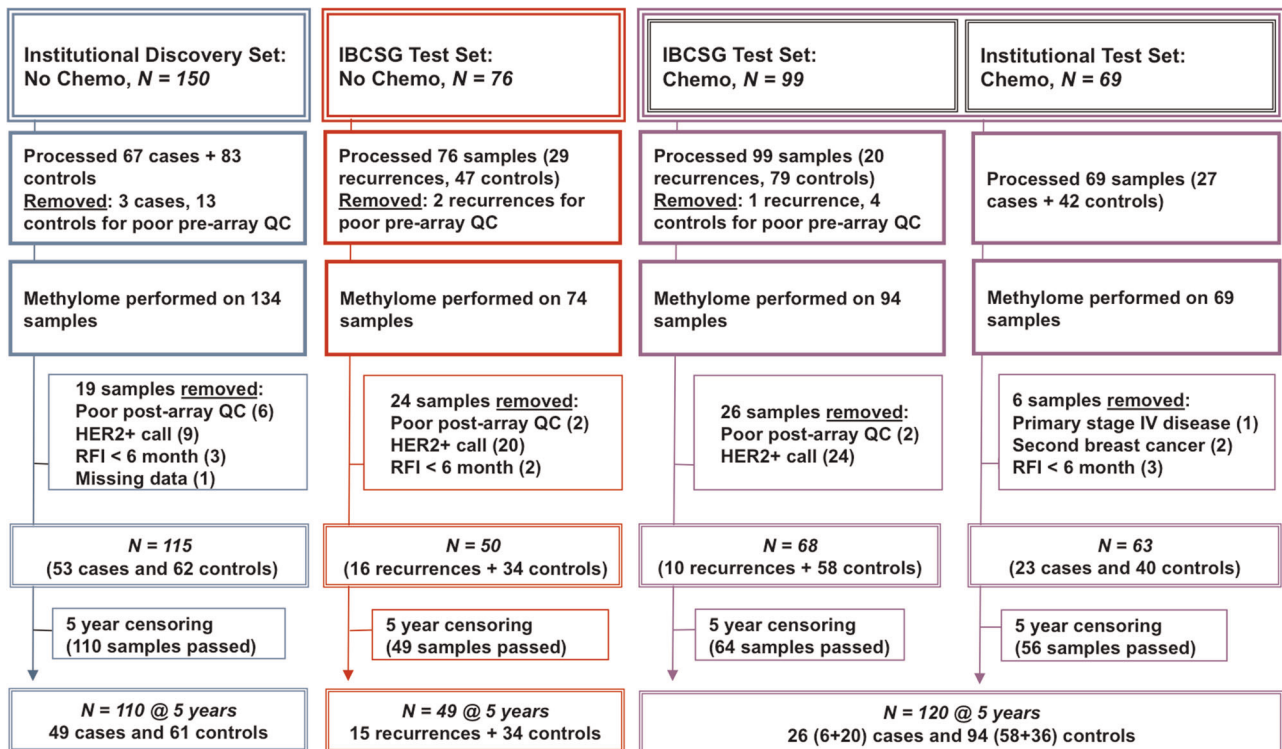 Institutional Discovery Set:
No Chemo, N = 150
IBCSG Test Set:
No Chemo, N = 76
IBCSG Test Set:
Chemo, N = 99
Institutional Test Set:
Chemo, N = 69
Processed 67 cases + 83
controls
Removed: 3 cases, 13
controls for poor pre-array QC
Processed 76 samples (29
recurrences, 47 controls)
Removed: 2 recurrences for
poor pre-array QC
Processed 99 samples (20
recurrences, 79 controls)
Removed: 1 recurrence, 4
controls for poor pre-array QC
Processed 69 samples (27
cases + 42 controls)
Methylome performed on 134
samples
Methylome performed on 74
samples
Methylome performed on 94
samples
Methylome performed on 69
samples
19 samples removed:
Poor post-array QC (6)
HER2+ call (9)
RFI < 6 month (3)
Missing data (1)
24 samples removed:
Poor post-array QC (2)
HER2+ call (20)
RFI < 6 month (2)
26 samples removed:
Poor post-array QC (2)
HER2+ call (24)
6 samples removed:
Primary stage IV disease (1)
Second breast cancer (2)
RFI < 6 month (3)
N = 115
(53 cases and 62 controls)
N = 50
(16 recurrences + 34 controls)
N = 68
(10 recurrences + 58 controls)
N = 63
(23 cases and 40 controls)
5 year censoring
(110 samples passed)
5 year censoring
(49 samples passed)
5 year censoring
(64 samples passed)
5 year censoring
(56 samples passed)
N = 110 @ 5 years
49 cases and 61 controls
N = 49 @ 5 years
15 recurrences + 34 controls
N = 120 @ 5 years
26 (6+20) cases and 94 (58+36) controls